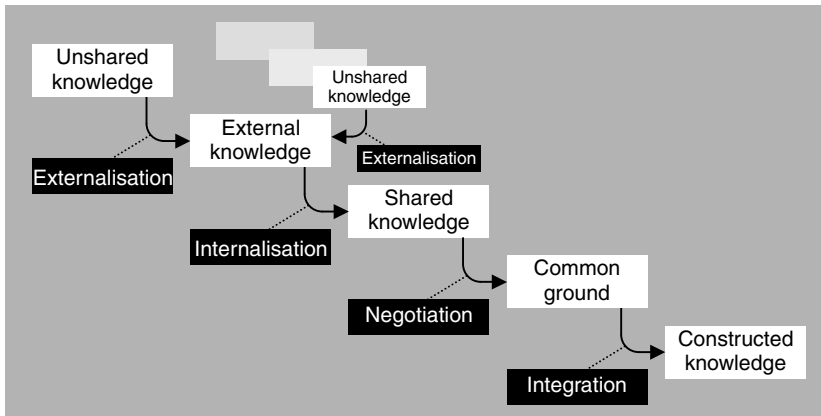 Unshared
knowledge
Unshared
knowledge
External
knowledge
Externalisation
Externalisation
Shared
knowledge
Internalisation
Common
ground
Negotiation
Constructed
knowledge
Integration